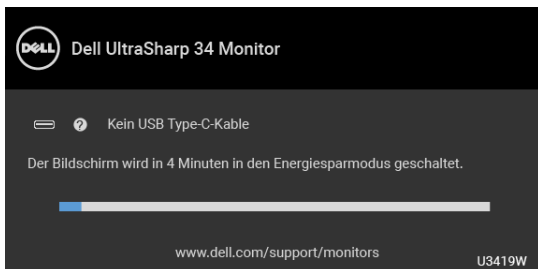 DELL Dell UltraSharp 34 Monitor
Kein USB Type-C-Kable
Der Bildschirm wird in 4 Minuten in den Energiesparmodus geschaltet.
www.dell.com/support/monitors
U3419W